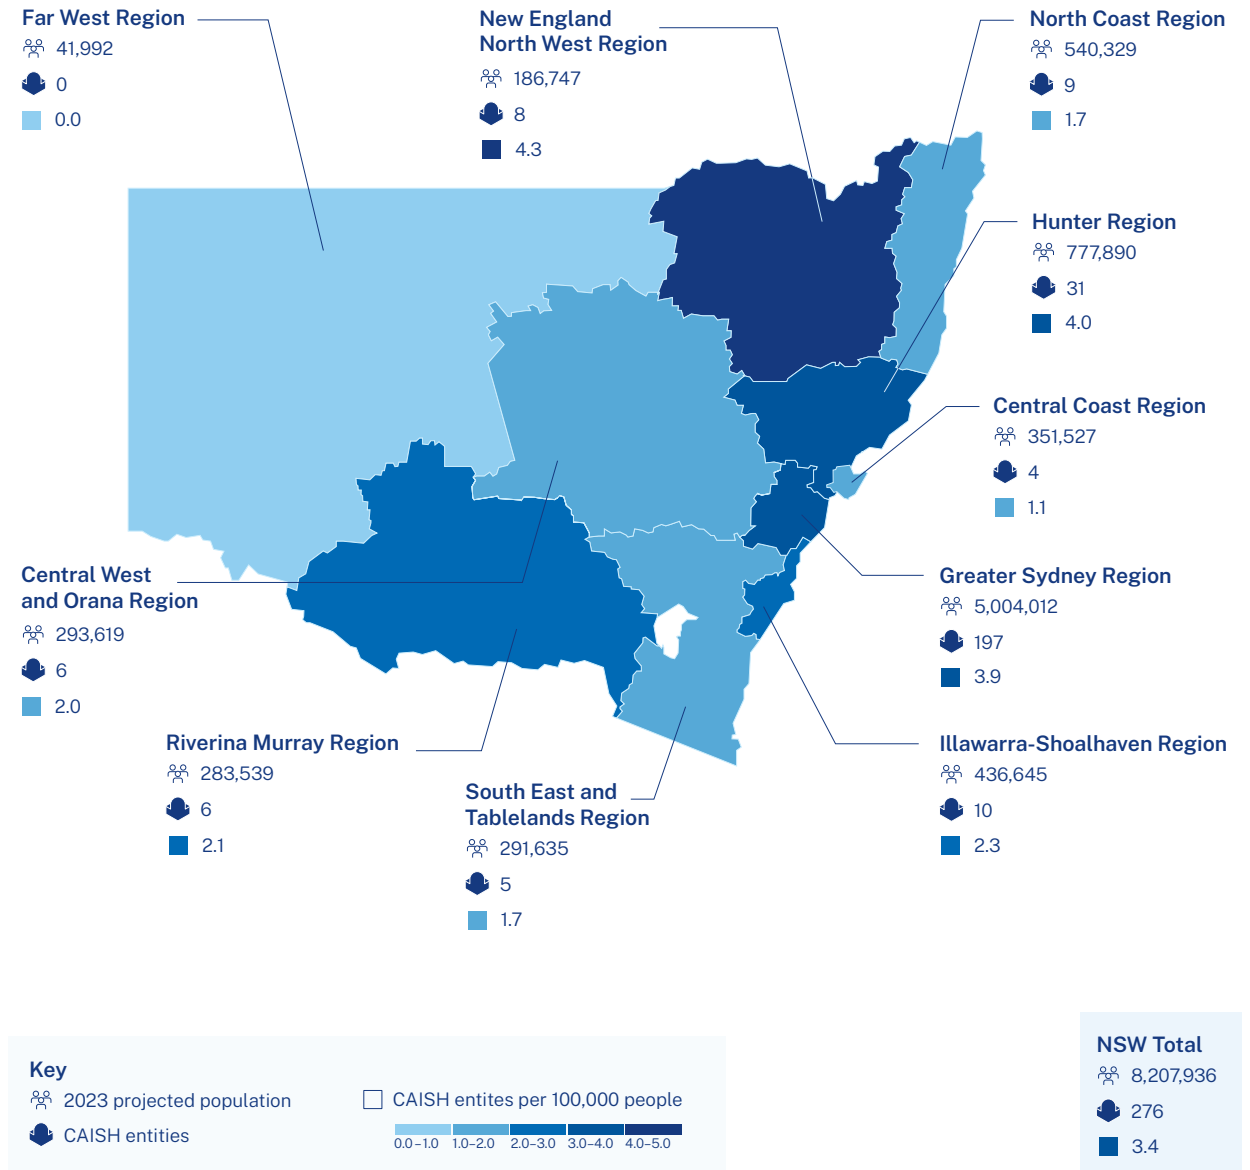 Far West Region
41,992
0
0.0
New England
North West Region
186,747
8
4.3
North Coast Region
540,329
9
1.7
Hunter Region
777,890
31
4.0
Central Coast Region
351,527
4
1.1
Greater Sydney Region
5,004,012
197
3.9
Central West
and Orana Region
293,619
6
2.0
Riverina Murray Region
283,539
6
2.1
South East and
Tablelands Region
291,635
5
1.7
Illawarra-Shoalhaven Region
436,645
10
2.3
Key
2023 projected population
CAISH entities
CAISH entites per 100,000 people
0.0–1.0 1.0–2.0 2.0–3.0 3.0–4.0 4.0–5.0
NSW Total
8,207,936
276
3.4